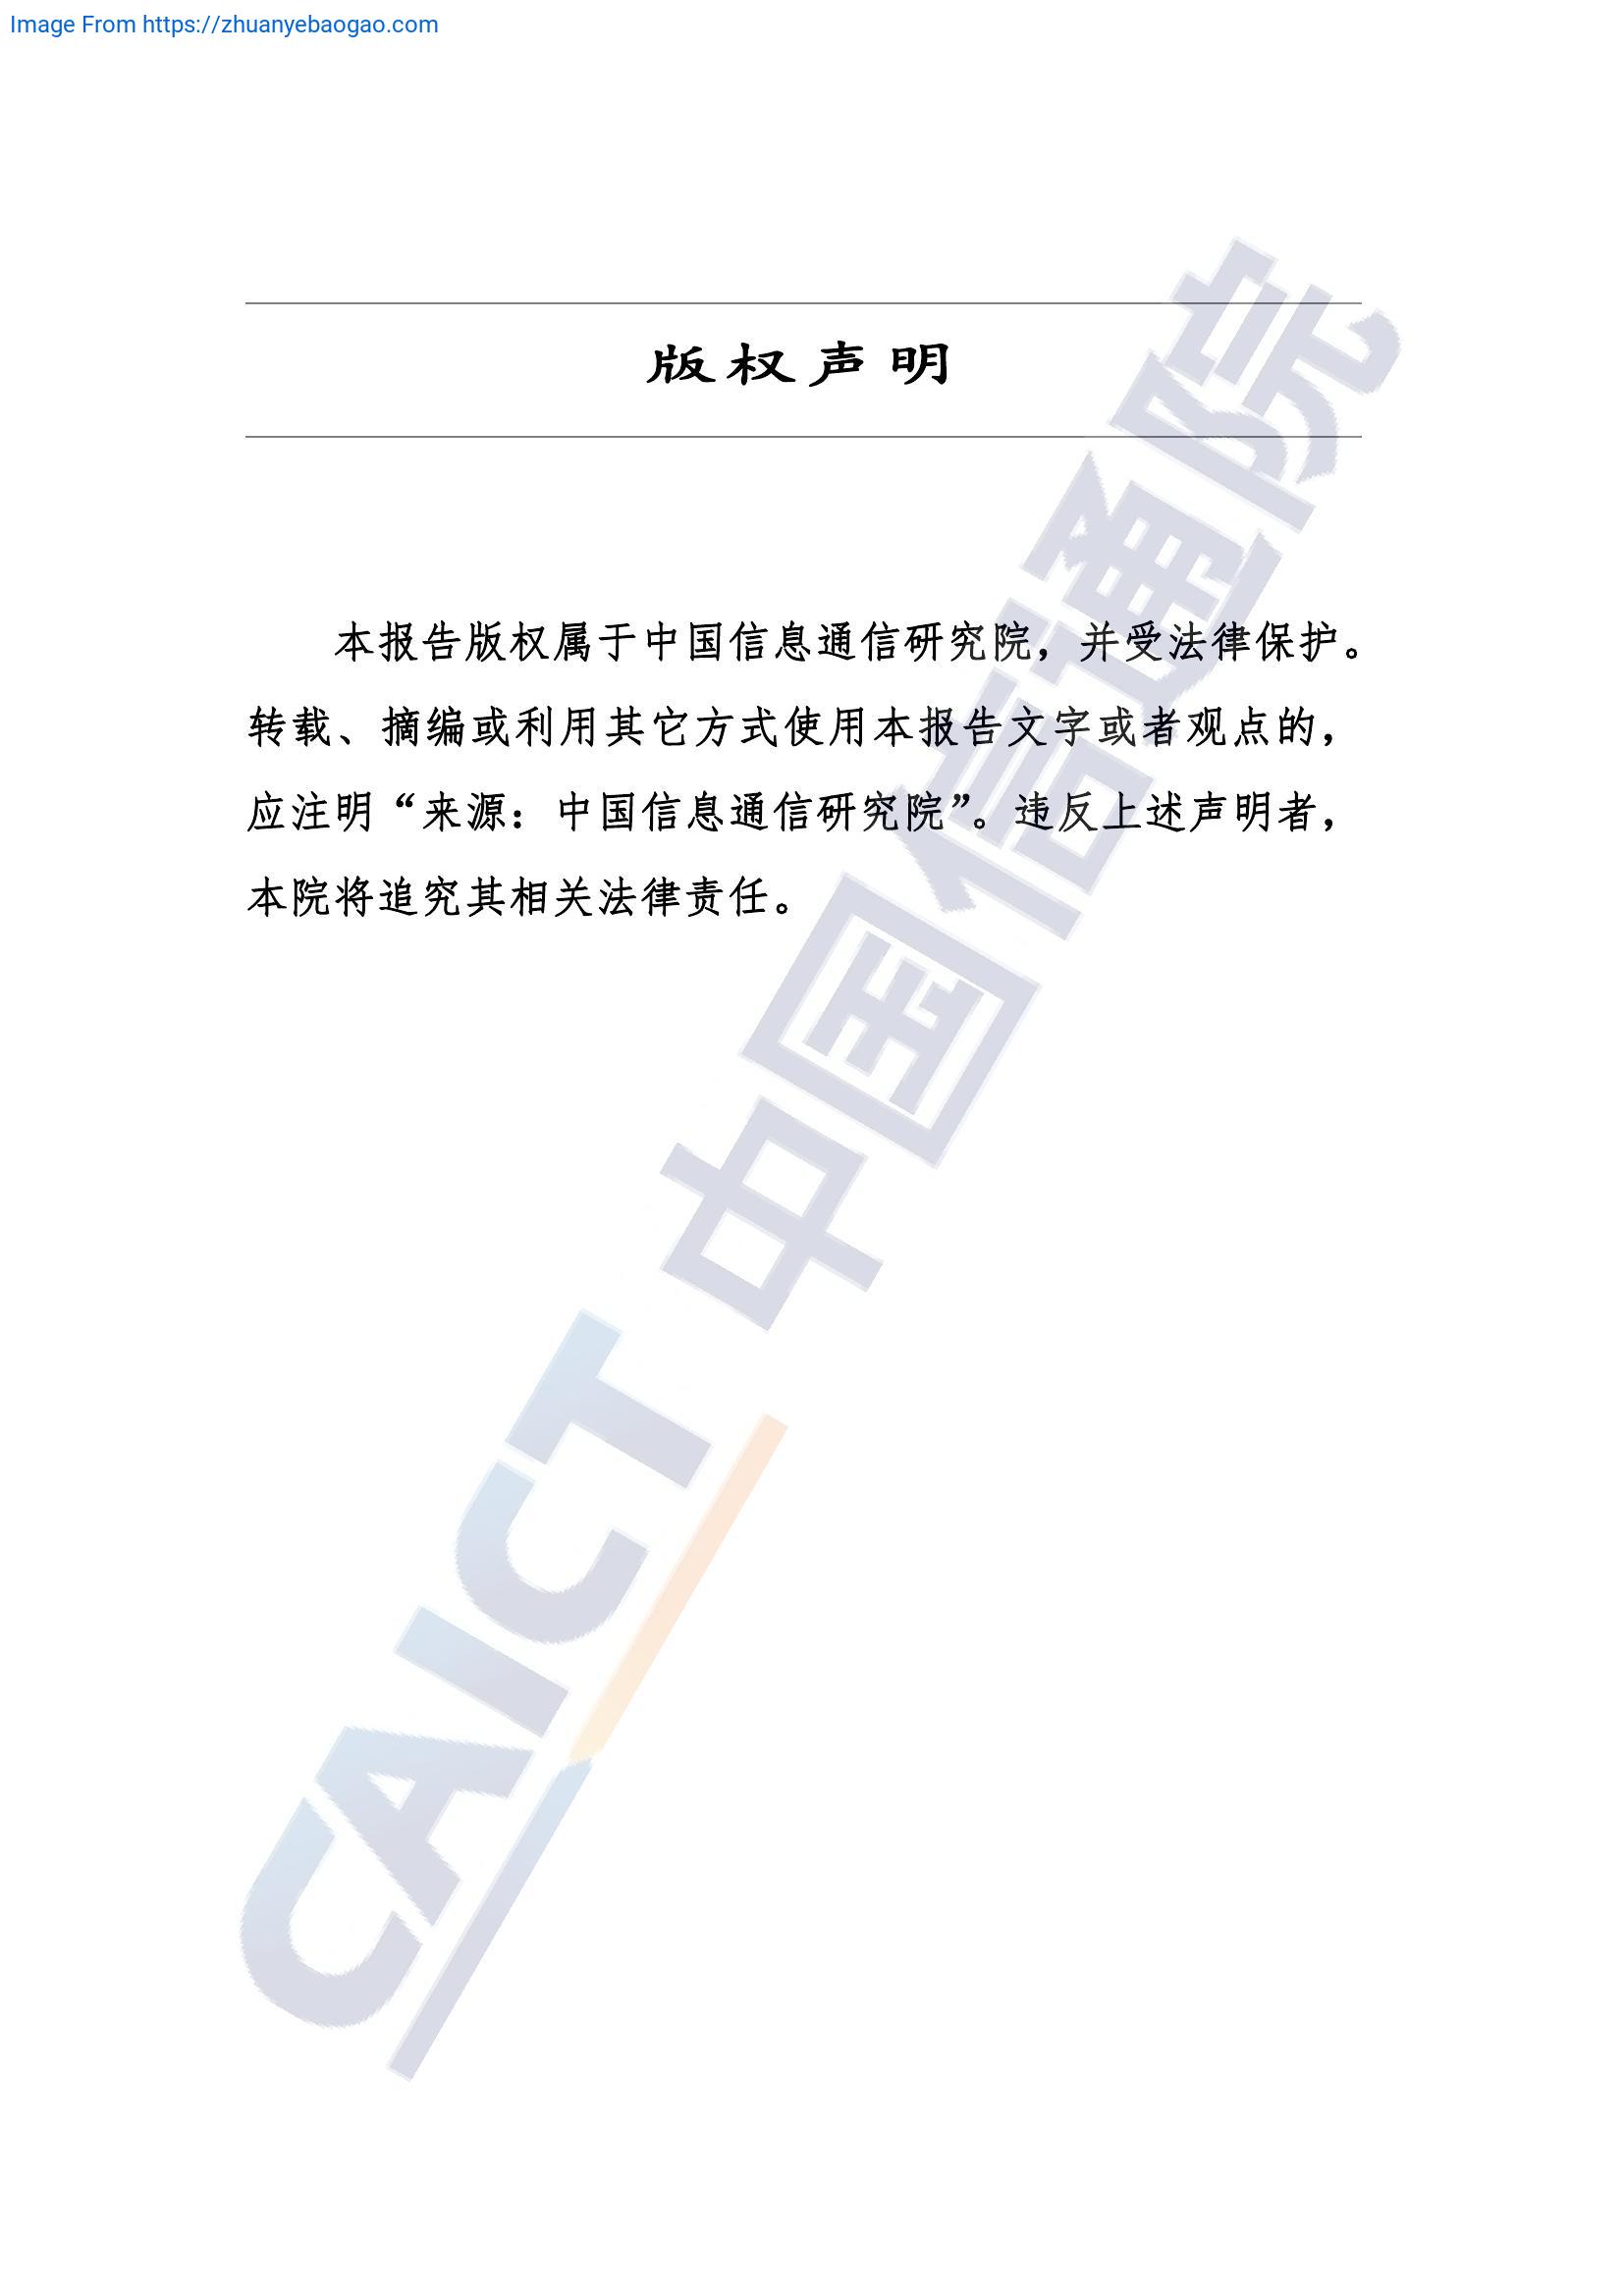 Image From https://zhuanyebaogao.com
版权声明
本报告版权属于中国信息通信研究院，并受法律保护。
转载、摘编或利用其它方式使用本报告文字或者观点的，
应注明“来源：中国信息通信研究院”。违反上述声明者，
本院将追究其相关法律责任。
CAICT 中国信通院